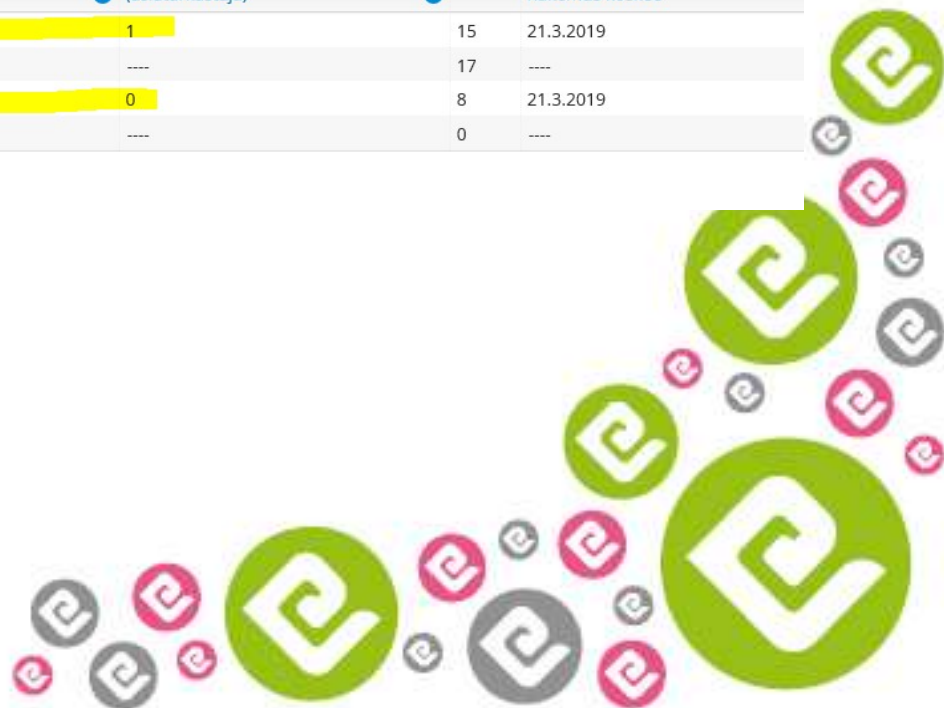 1 15 21.3.2019
---- 17 ----
0 8 21.3.2019
---- 0 ----